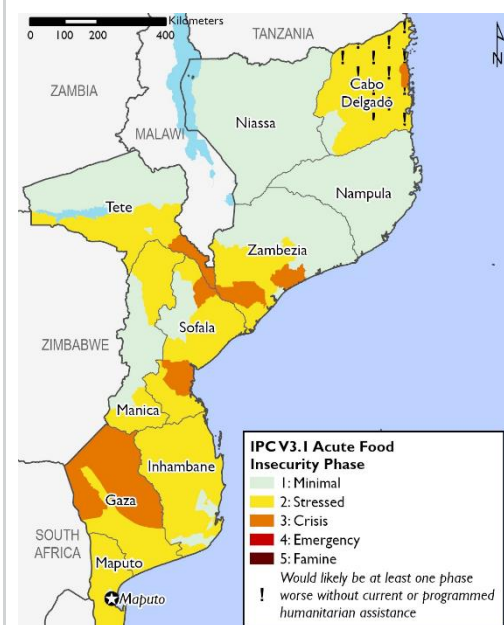 Kilometers
0 100 200 400
TANZANIA
N
ZAMBIA
Cabo
Delgado
MALAWI
Niassa
Nampula
Tete
Zambezia
ZIMBABWE
Sofala
Manica
Inhambane
Gaza
SOUTH
AFRICA
Maputo
Maputo
IPC V3.1 Acute Food
Insecurity Phase
1: Minimal
2: Stressed
3: Crisis
4: Emergency
5: Famine
! Would likely be at least one phase
worse without current or programmed
humanitarian assistance